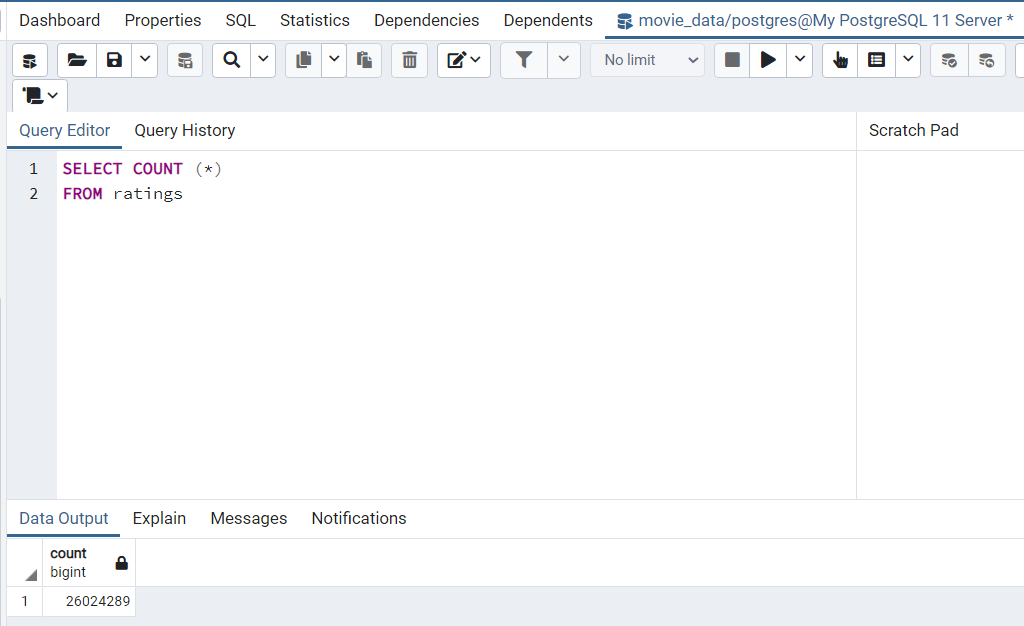 Dashboard Properties SQL Statistics Dependencies Dependents movie_data/postgres@My PostgreSQL 11 Server *
No limit
Query Editor Query History Scratch Pad
1 SELECT COUNT (*)
2 FROM ratings
Data Output Explain Messages Notifications
count
bigint
1 26024289